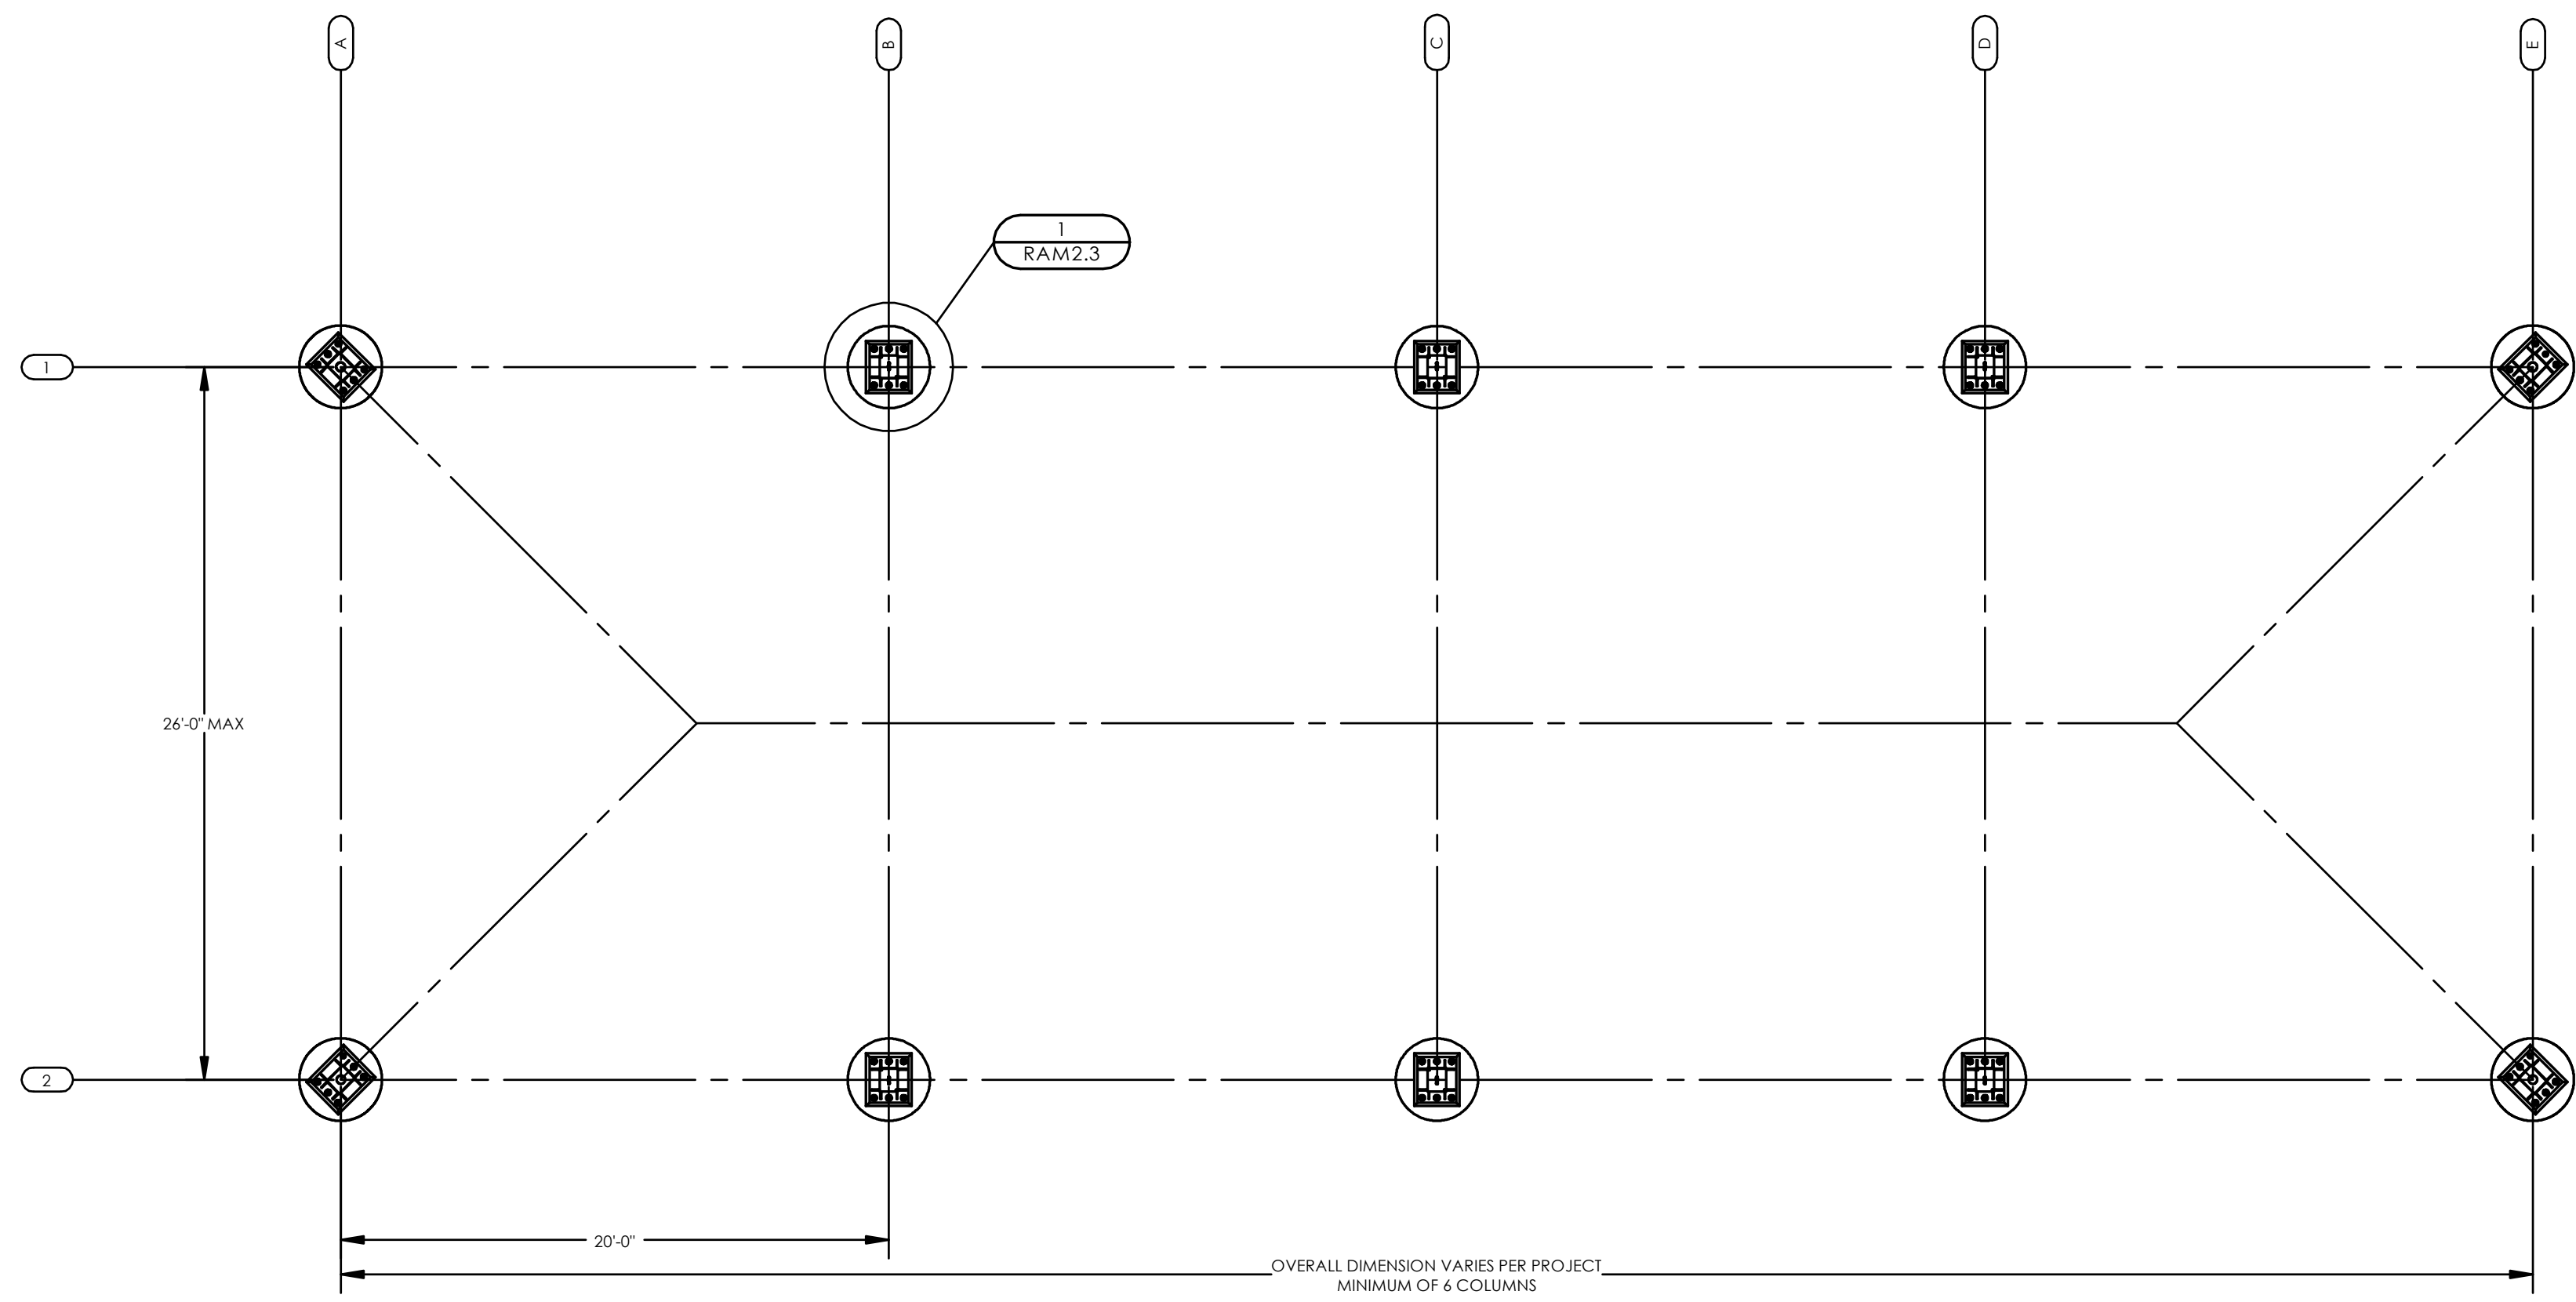 A
B
C
D
E
1
RAM2.3
1
26'-0" MAX
2
20'-0"
OVERALL DIMENSION VARIES PER PROJECT
MINIMUM OF 6 COLUMNS